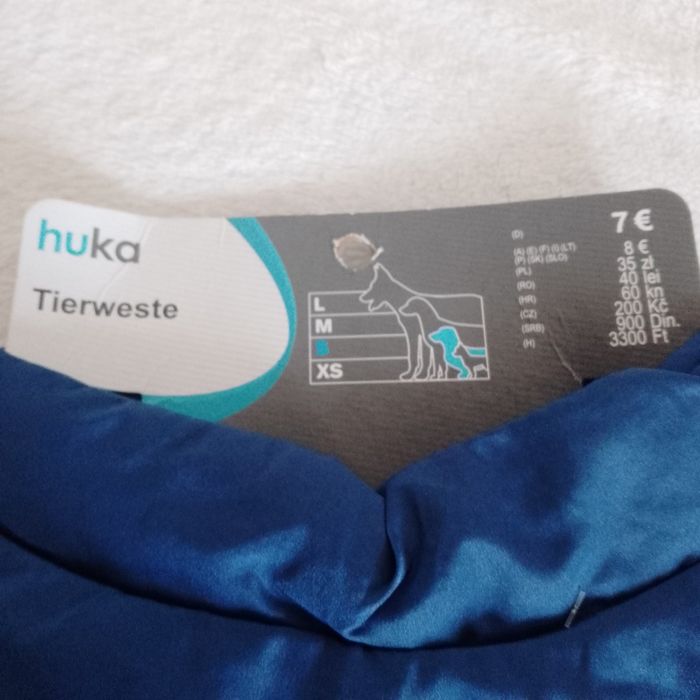 huka
Tierweste
L
M
S
XS
(D) 7 €
(A) (E) (F) (I) (LT) (P) (SK) (SLO) 8 €
(PL) 35 zł
(RO) 40 lei
(HR) 60 kn
(CZ) 200 Kč
(SRB) 900 Din.
(H) 3300 Ft